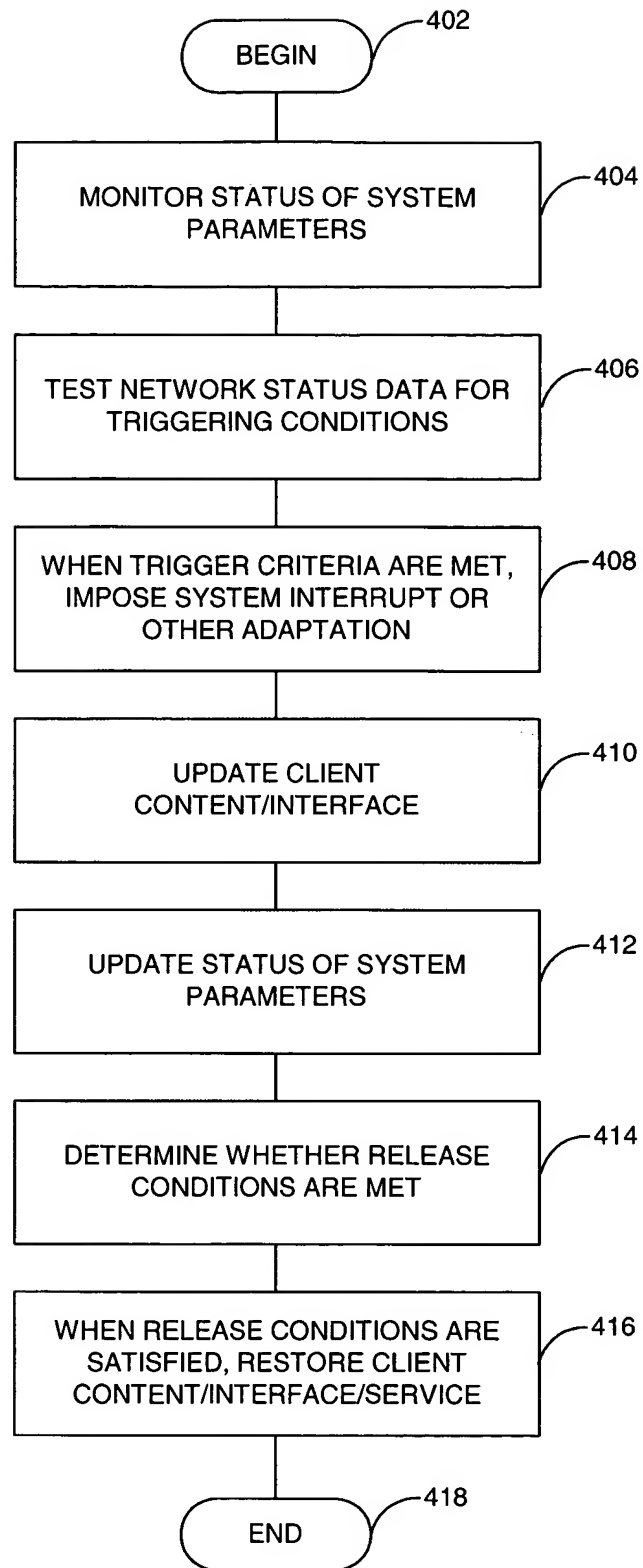 402
BEGIN
404
MONITOR STATUS OF SYSTEM
PARAMETERS
406
TEST NETWORK STATUS DATA FOR
TRIGGERING CONDITIONS
408
WHEN TRIGGER CRITERIA ARE MET,
IMPOSE SYSTEM INTERRUPT OR
OTHER ADAPTATION
410
UPDATE CLIENT
CONTENT/INTERFACE
412
UPDATE STATUS OF SYSTEM
PARAMETERS
414
DETERMINE WHETHER RELEASE
CONDITIONS ARE MET
416
WHEN RELEASE CONDITIONS ARE
SATISFIED, RESTORE CLIENT
CONTENT/INTERFACE/SERVICE
418
END